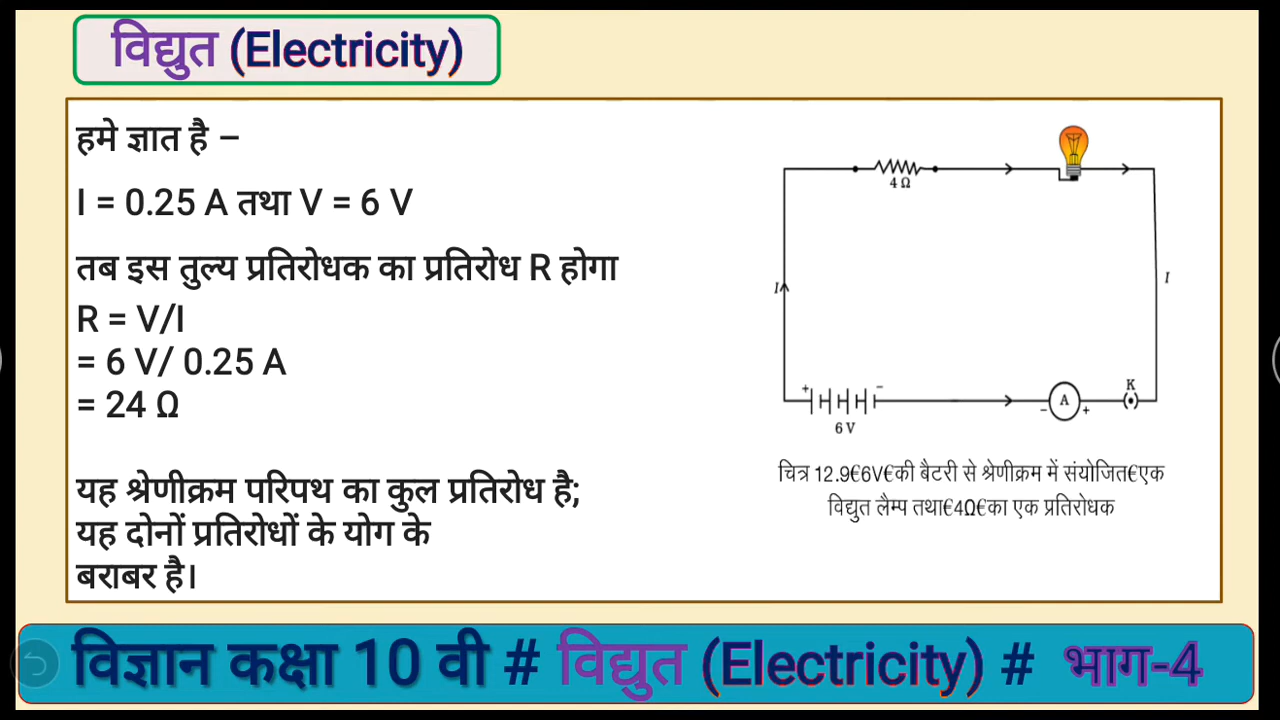 विद्युत (Electricity)
हमे ज्ञात है –
I = 0.25 A तथा V = 6 V
तब इस तुल्य प्रतिरोधक का प्रतिरोध R होगा
R = V/I
= 6 V/ 0.25 A
= 24 Ω
यह श्रेणीक्रम परिपथ का कुल प्रतिरोध है;
यह दोनों प्रतिरोधों के योग के
बराबर है।
4 Ω
I
I
+ −
6 V
− A +
K
चित्र 12.9€6V€की बैटरी से श्रेणीक्रम में संयोजित€एक
विद्युत लैम्प तथा€4Ω€का एक प्रतिरोधक
विज्ञान कक्षा 10 वी # विद्युत (Electricity) # भाग-4